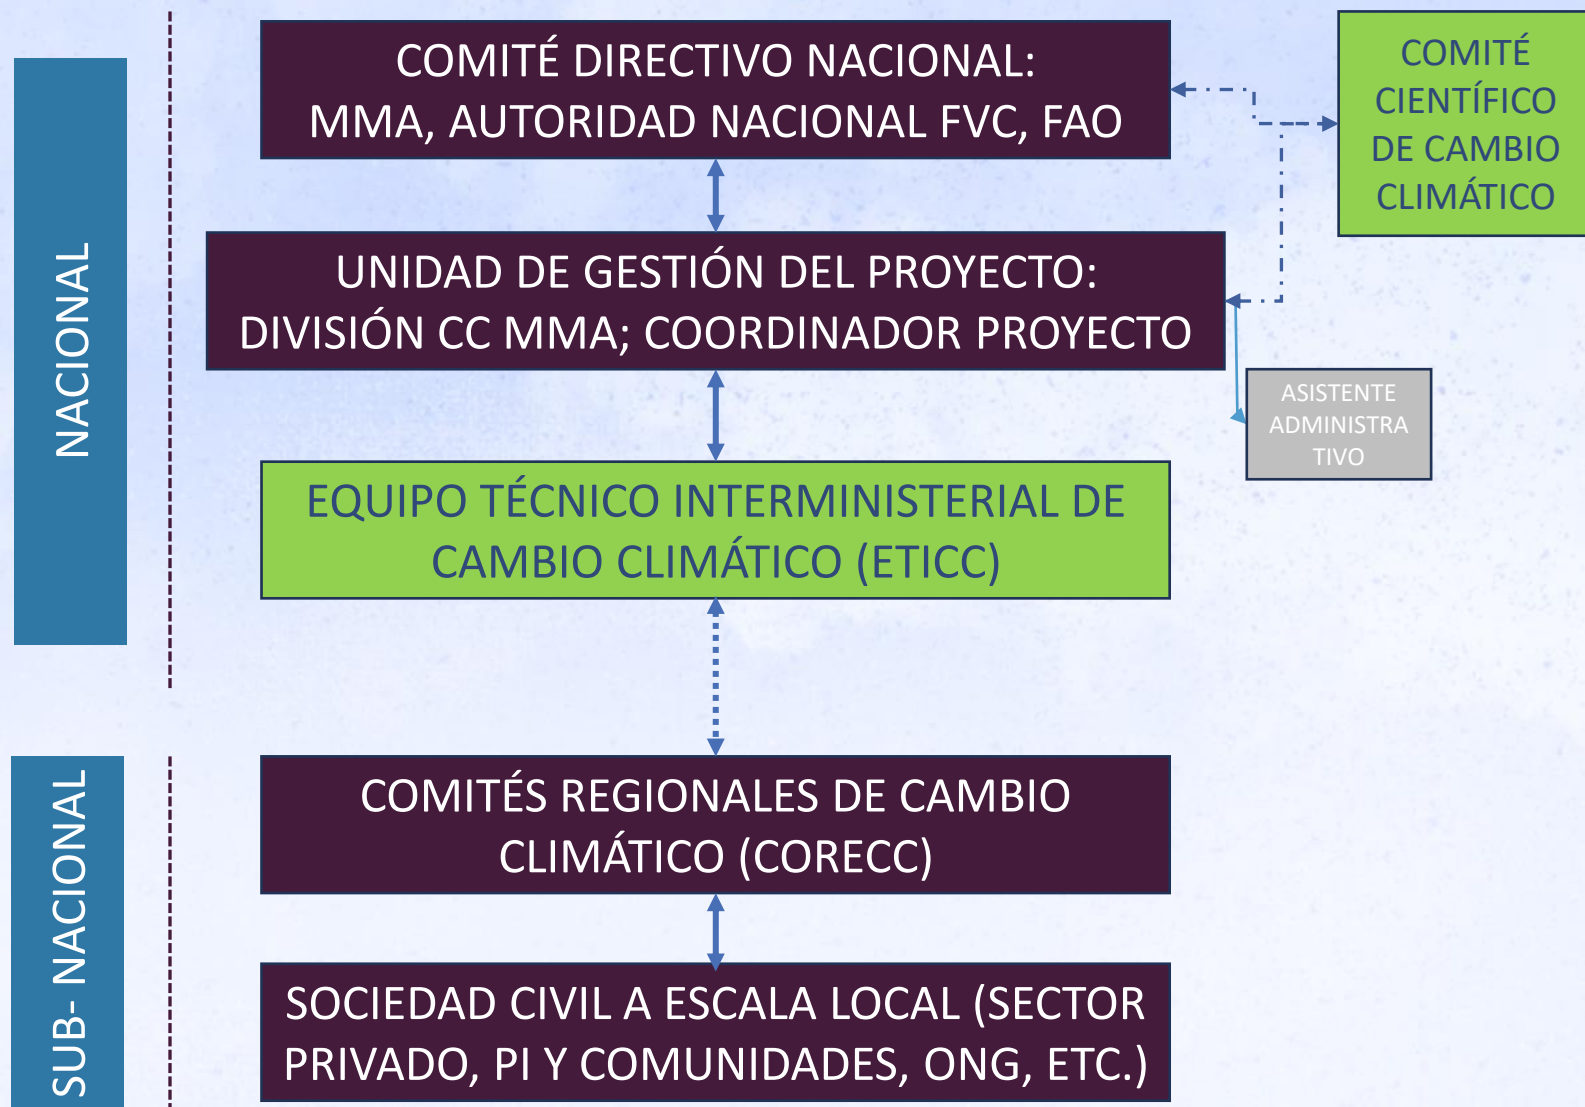 NACIONAL
COMITÉ DIRECTIVO NACIONAL:
MMA, AUTORIDAD NACIONAL FVC, FAO
COMITÉ
CIENTÍFICO
DE CAMBIO
CLIMÁTICO
UNIDAD DE GESTIÓN DEL PROYECTO:
DIVISIÓN CC MMA; COORDINADOR PROYECTO
ASISTENTE
ADMINISTRA
TIVO
EQUIPO TÉCNICO INTERMINISTERIAL DE
CAMBIO CLIMÁTICO (ETICC)
SUB- NACIONAL
COMITÉS REGIONALES DE CAMBIO
CLIMÁTICO (CORECC)
SOCIEDAD CIVIL A ESCALA LOCAL (SECTOR
PRIVADO, PI Y COMUNIDADES, ONG, ETC.)